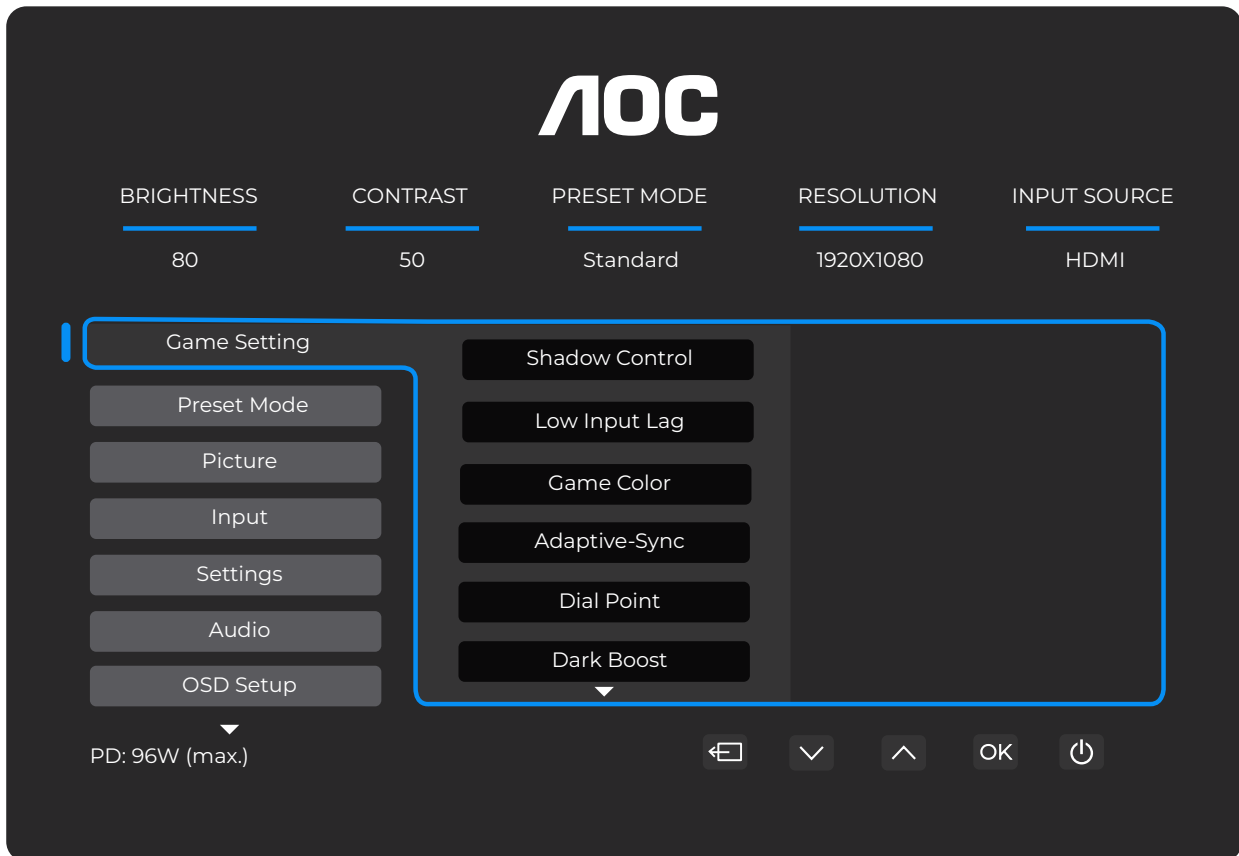 AOC
BRIGHTNESS CONTRAST PRESET MODE RESOLUTION INPUT SOURCE
80 50 Standard 1920X1080 HDMI
Game Setting
Preset Mode
Picture
Input
Settings
Audio
OSD Setup
Shadow Control
Low Input Lag
Game Color
Adaptive-Sync
Dial Point
Dark Boost
PD: 96W (max.)
OK